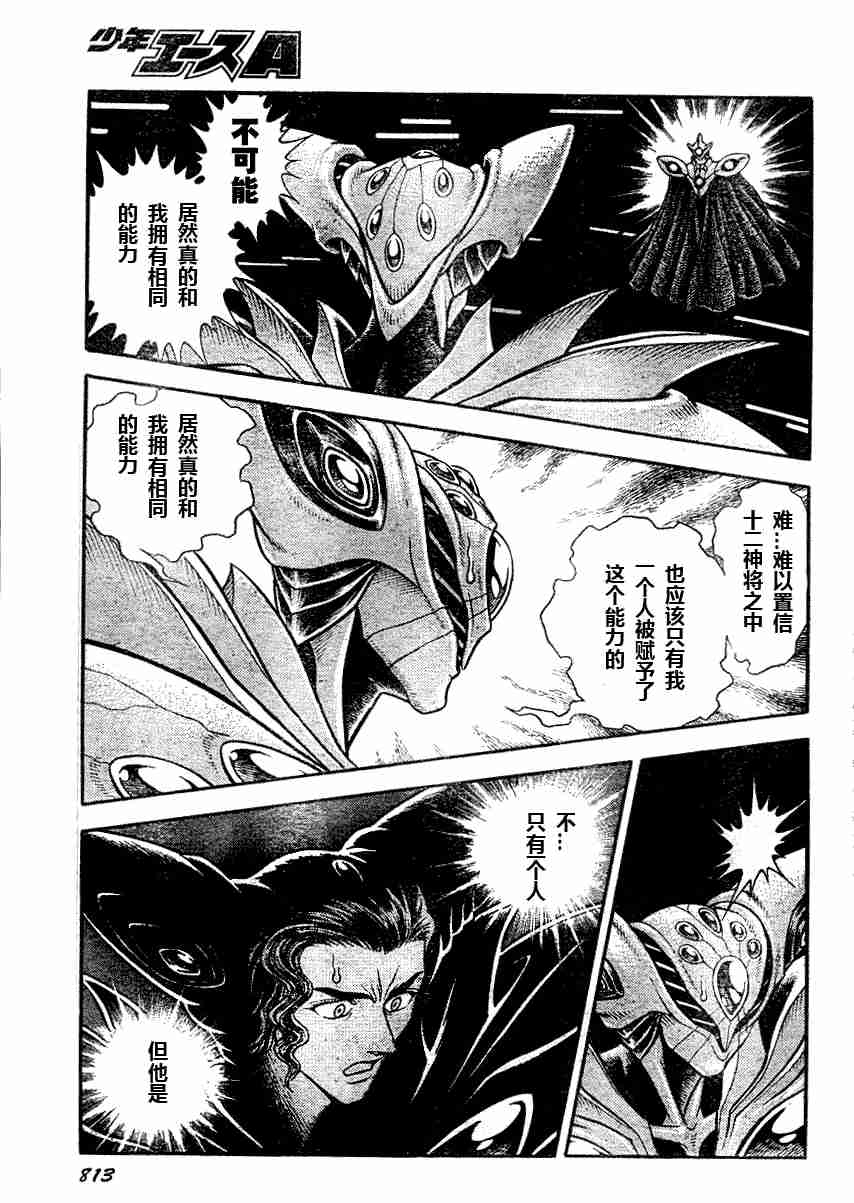 少年エースA
不可能
居然真的和
我拥有相同
的能力
难…难以置信
十二神将之中
也应该只有我
一个人被赋予了
这个能力的
居然真的和
我拥有相同
的能力
不…
只有一个人
但他是
813